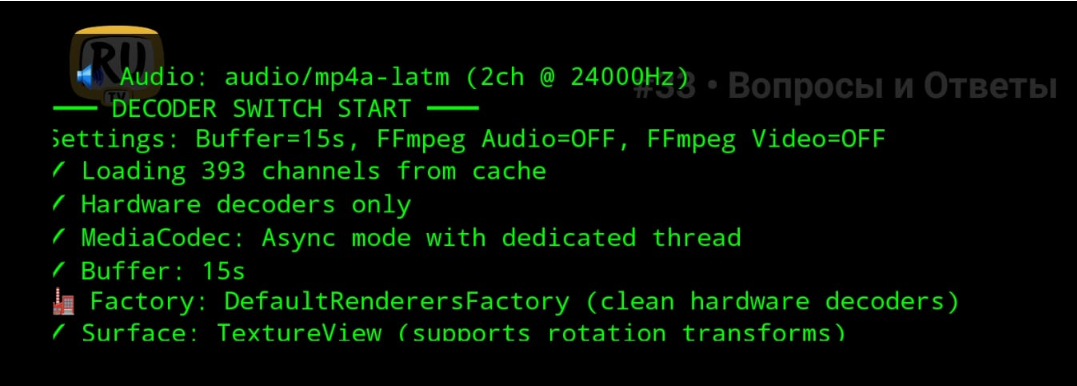 RU
TV
Audio: audio/mp4a-latm (2ch @ 24000Hz)
#33 • Вопросы и Ответы
━━━ DECODER SWITCH START ━━━
Settings: Buffer=15s, FFmpeg Audio=OFF, FFmpeg Video=OFF
✓ Loading 393 channels from cache
✓ Hardware decoders only
✓ MediaCodec: Async mode with dedicated thread
✓ Buffer: 15s
🏭 Factory: DefaultRenderersFactory (clean hardware decoders)
✓ Surface: TextureView (supports rotation transforms)